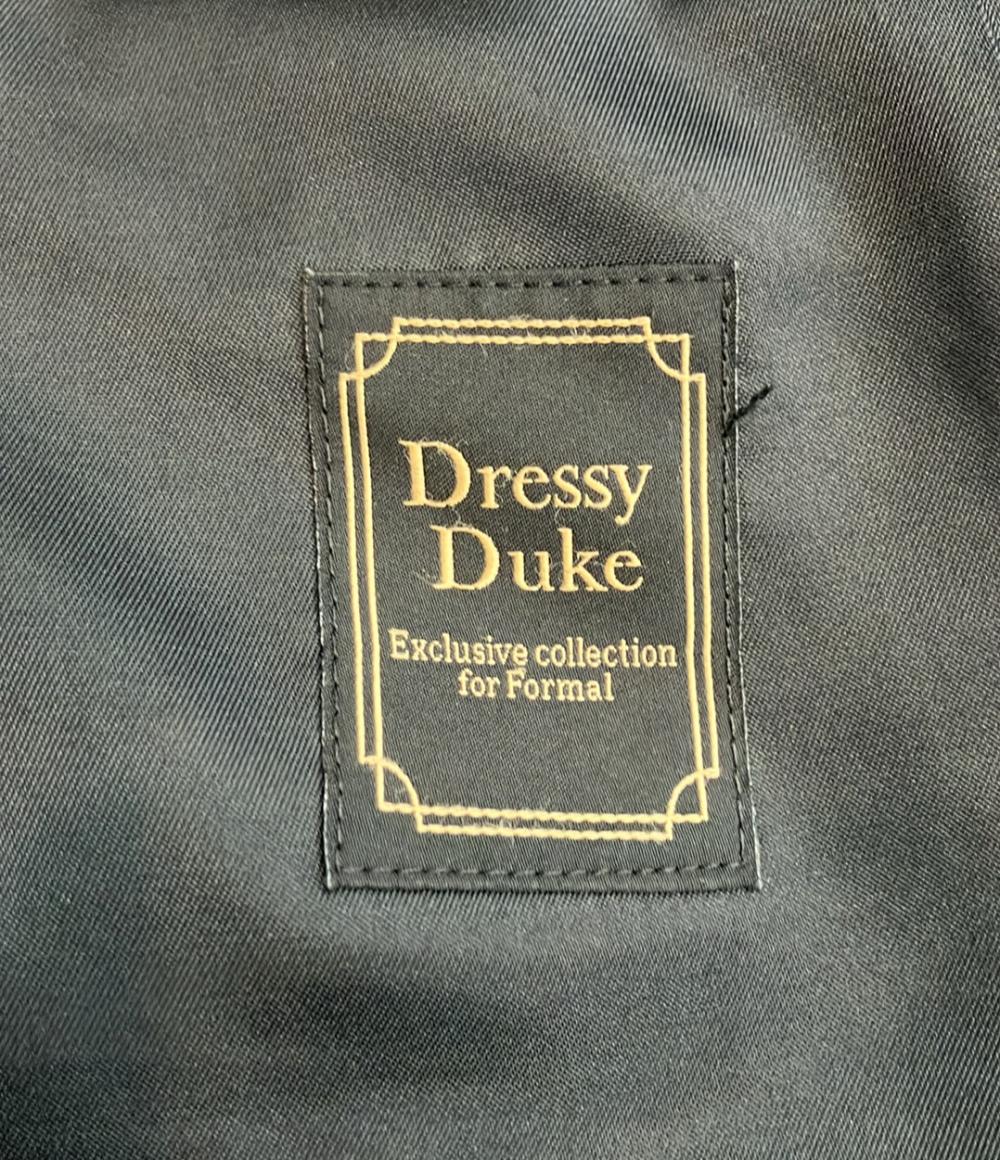 Dressy
Duke
Exclusive collection
for Formal